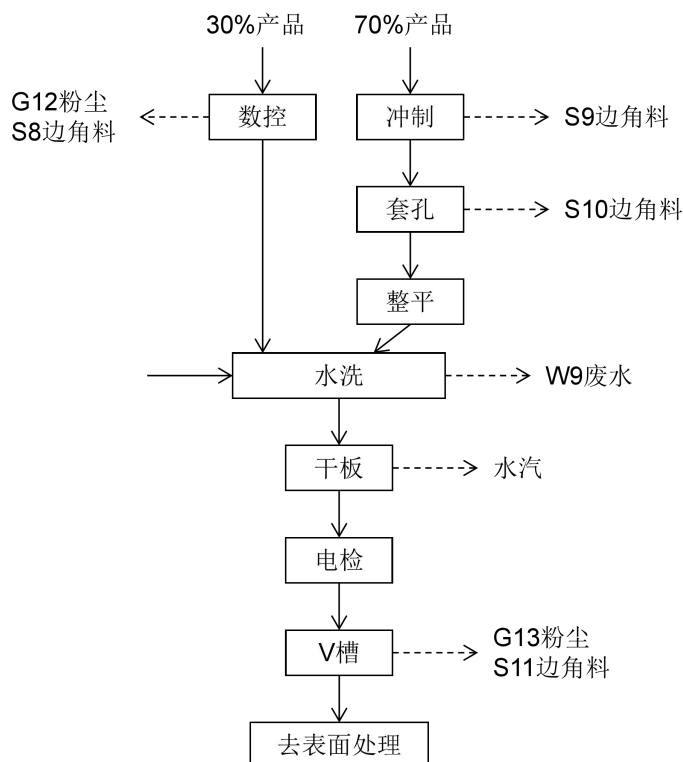 30%产品
70%产品
G12粉尘
S8边角料
数控
冲制
S9边角料
套孔
S10边角料
整平
水洗
W9废水
干板
水汽
电检
V槽
G13粉尘
S11边角料
去表面处理